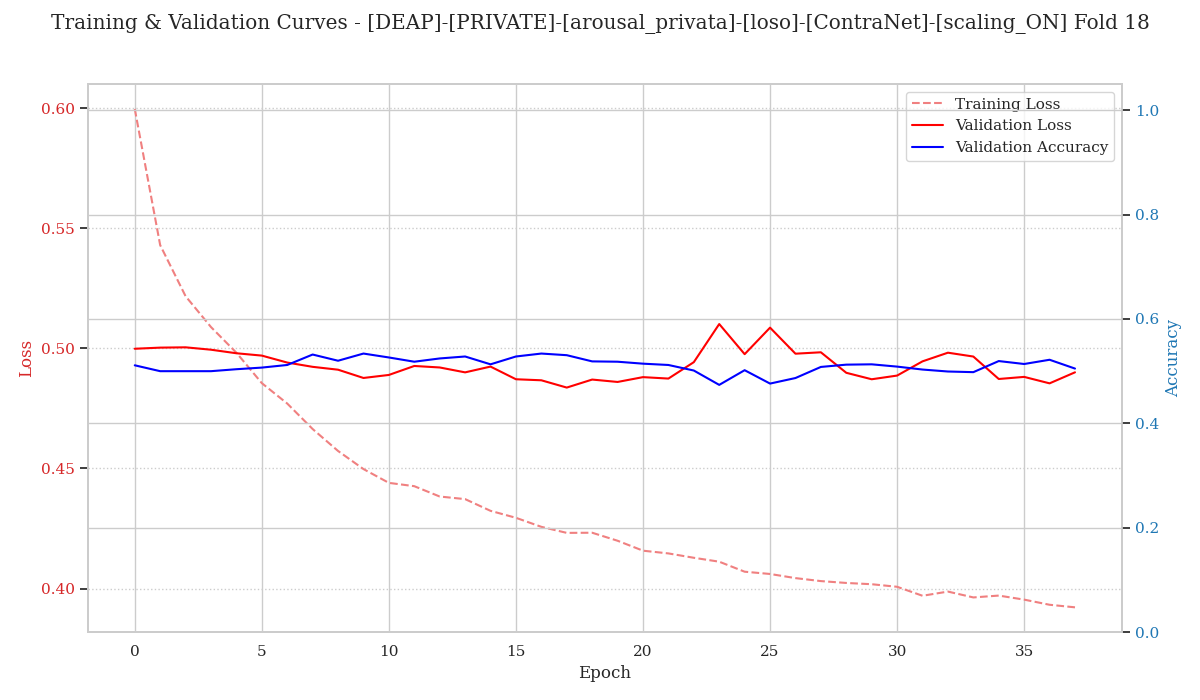 Training & Validation Curves - [DEAP]-[PRIVATE]-[arousal_privata]-[loso]-[ContraNet]-[scaling_ON] Fold 18
Training Loss
Validation Loss
Validation Accuracy
0.60
0.55
0.50
0.45
0.40
Loss
1.0
0.8
0.6
0.4
0.2
0.0
Accuracy
0
5
10
15
20
25
30
35
Epoch